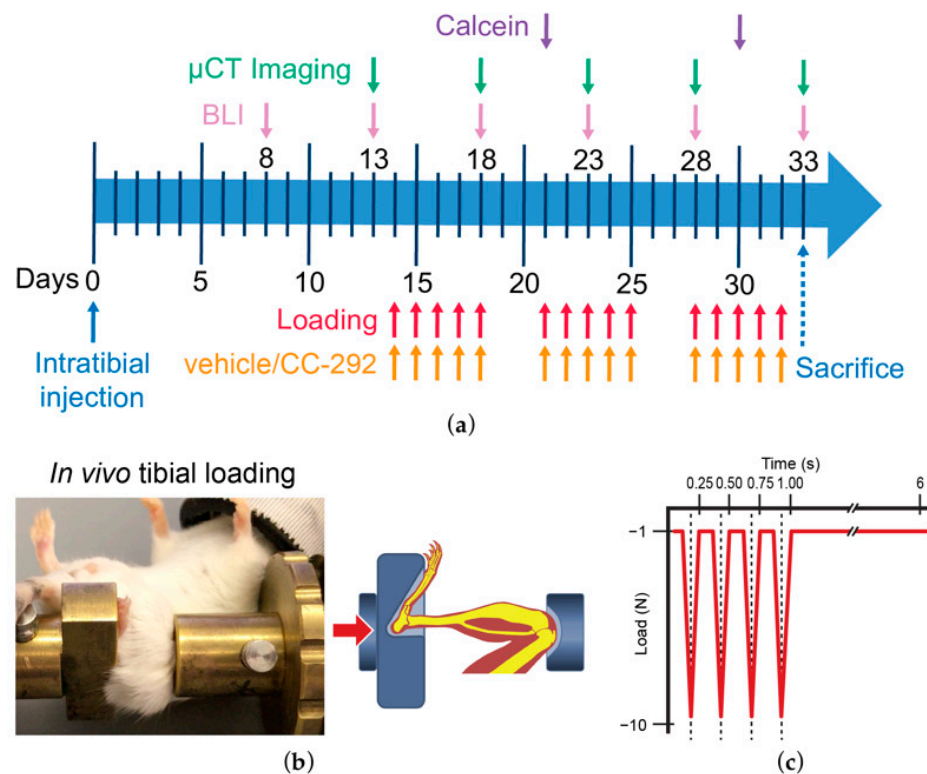 Calcein
µCT Imaging
BLI
8 13 18 23 28 33
Days 0 5 10 15 20 25 30
Loading
vehicle/CC-292
Intratibial
injection
Sacrifice
(a)
In vivo tibial loading
(b)
Time (s)
0.25 0.50 0.75 1.00 6
−1
Load (N)
−10
(c)